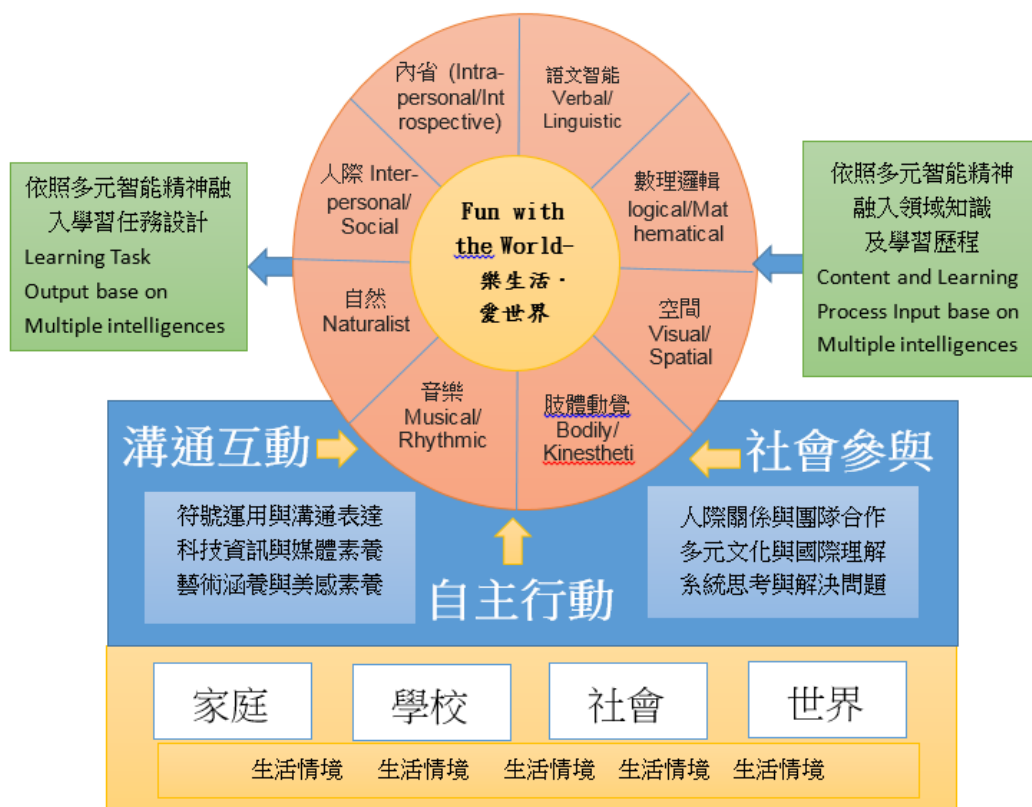 內省 (Intra-
personal/Int
rospective)
語文智能
Verbal/
Linguistic
人際 Inter-
personal/
Social
數理邏輯
logical/Mat
hematical
自然
Naturalist
空間
Visual/
Spatial
音樂
Musical/
Rhythmic
肢體動覺
Bodily/
Kinestheti
Fun with
the World-
樂生活·
愛世界
依照多元智能精神融
入學習任務設計
Learning Task
Output base on
Multiple intelligences
依照多元智能精神
融入領域知識
及學習歷程
Content and Learning
Process Input base on
Multiple intelligences
溝通互動
符號運用與溝通表達
科技資訊與媒體素養
藝術涵養與美感素養
自主行動
社會參與
人際關係與團隊合作
多元文化與國際理解
系統思考與解決問題
家庭 學校 社會 世界
生活情境 生活情境 生活情境 生活情境 生活情境